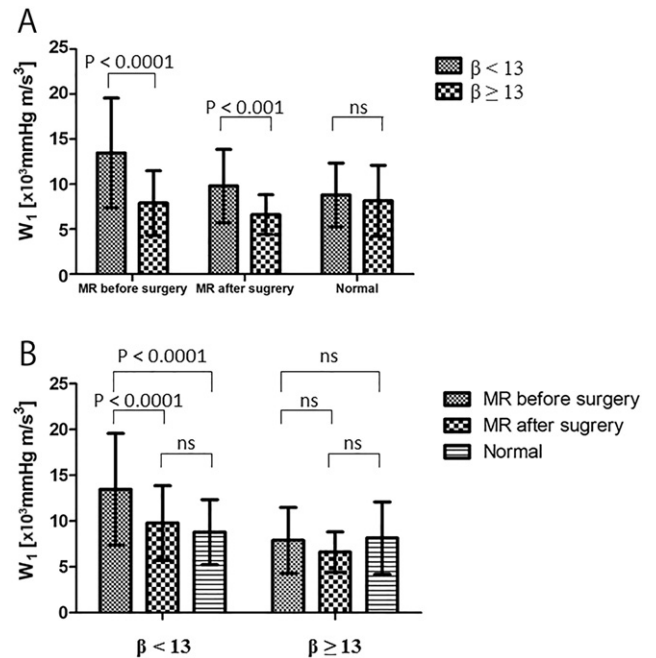 A
25
20
15
10
5
0
W₁ [x10³mmHg m/s³]
P < 0.0001
P < 0.001
ns
β < 13
β ≥ 13
MR before surgery
MR after sugrery
Normal
B
25
20
15
10
5
0
W₁ [x10³mmHg m/s³]
P < 0.0001
P < 0.0001
ns
ns
ns
ns
MR before surgery
MR after sugrery
Normal
β < 13
β ≥ 13